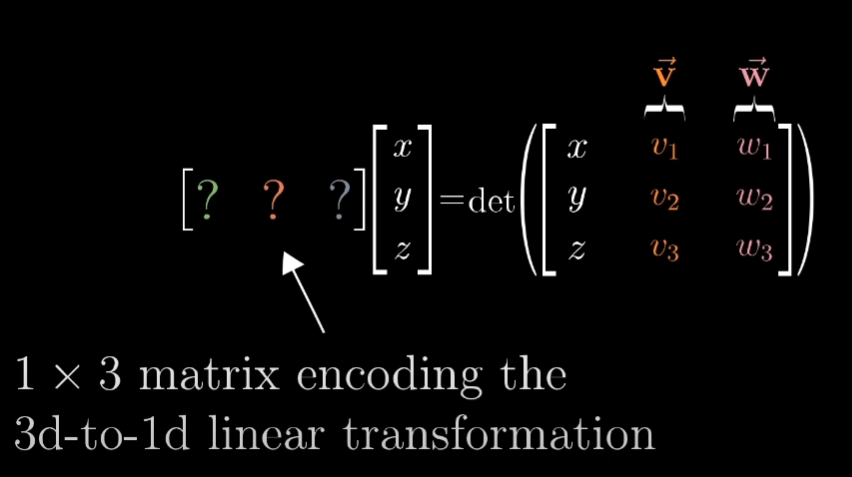 v⃗ w⃗
[? ? ?] [x y z] = det ([x v₁ w₁
y v₂ w₂
z v₃ w₃])
1 × 3 matrix encoding the
3d-to-1d linear transformation